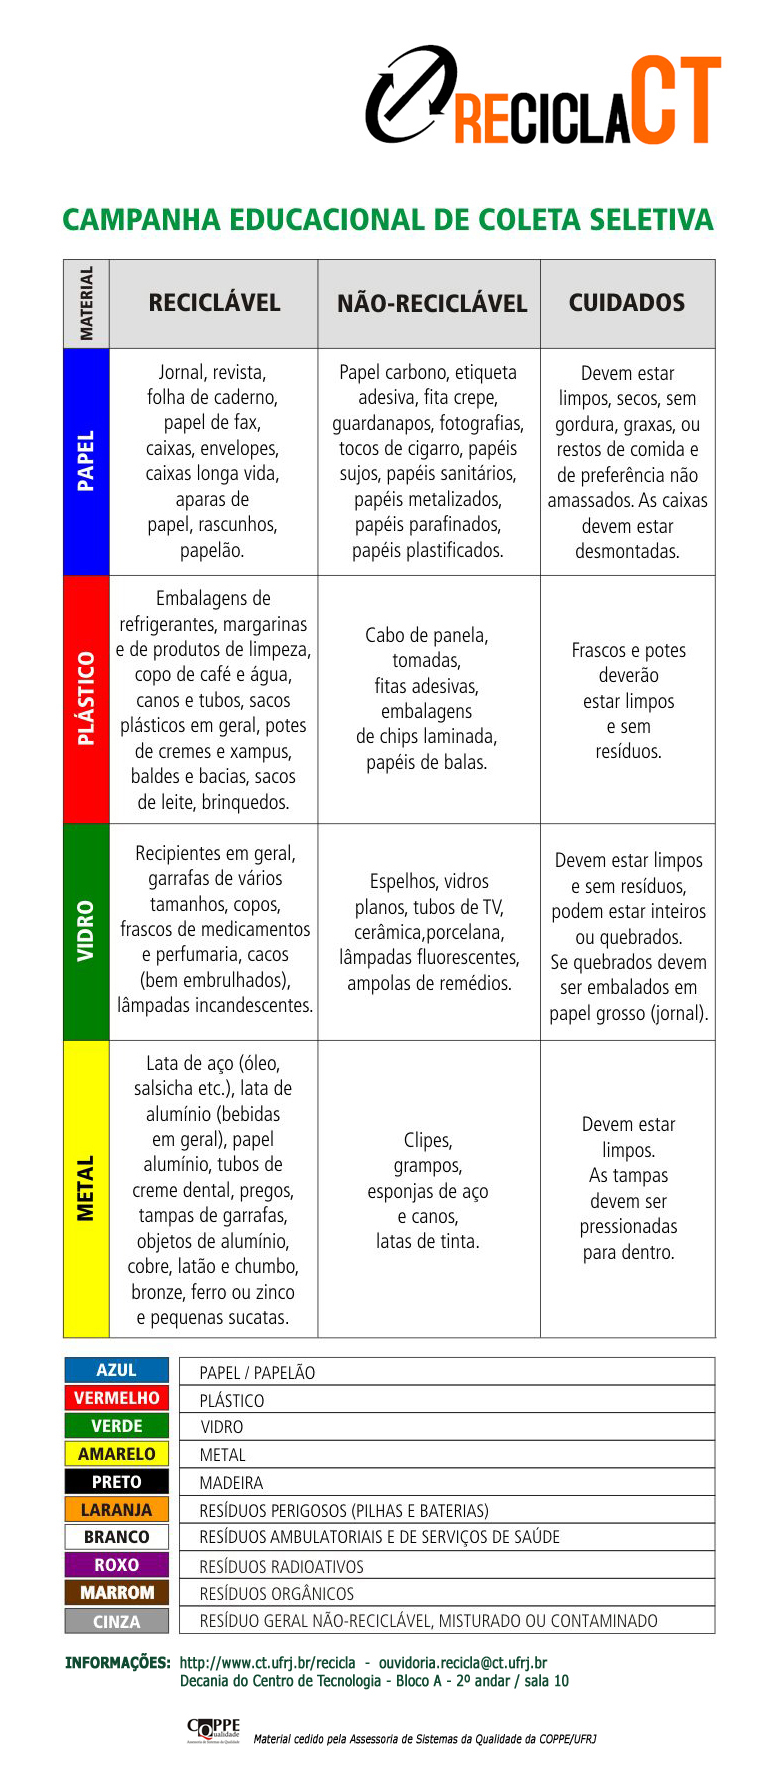 RECICLACT
CAMPANHA EDUCACIONAL DE COLETA SELETIVA
MATERIAL
RECICLÁVEL
NÃO-RECICLÁVEL
CUIDADOS
PAPEL
Jornal, revista,
folha de caderno,
papel de fax,
caixas, envelopes,
caixas longa vida,
aparas de
papel, rascunhos,
papelão.
Papel carbono, etiqueta
adesiva, fita crepe,
guardanapos, fotografias,
tocos de cigarro, papéis
sujos, papéis sanitários,
papéis metalizados,
papéis parafinados,
papéis plastificados.
Devem estar
limpos, secos, sem
gordura, graxas, ou
restos de comida e
de preferência não
amassados. As caixas
devem estar
desmontadas.
PLÁSTICO
Embalagens de
refrigerantes, margarinas
e de produtos de limpeza,
copo de café e água,
canos e tubos, sacos
plásticos em geral, potes
de cremes e xampus,
baldes e bacias, sacos
de leite, brinquedos.
Cabo de panela,
tomadas,
fitas adesivas,
embalagens
de chips laminada,
papéis de balas.
Frascos e potes
deverão
estar limpos
e sem
resíduos.
VIDRO
Recipientes em geral,
garrafas de vários
tamanhos, copos,
frascos de medicamentos
e perfumaria, cacos
(bem embrulhados),
lâmpadas incandescentes.
Espelhos, vidros
planos, tubos de TV,
cerâmica,porcelana,
lâmpadas fluorescentes,
ampolas de remédios.
Devem estar limpos
e sem resíduos,
podem estar inteiros
ou quebrados.
Se quebrados devem
ser embalados em
papel grosso (jornal).
METAL
Lata de aço (óleo,
salsicha etc.), lata de
alumínio (bebidas
em geral), papel
alumínio, tubos de
creme dental, pregos,
tampas de garrafas,
objetos de alumínio,
cobre, latão e chumbo,
bronze, ferro ou zinco
e pequenas sucatas.
Clipes,
grampos,
esponjas de aço
e canos,
latas de tinta.
Devem estar
limpos.
As tampas
devem ser
pressionadas
para dentro.
AZUL PAPEL / PAPELÃO
VERMELHO PLÁSTICO
VERDE VIDRO
AMARELO METAL
PRETO MADEIRA
LARANJA RESÍDUOS PERIGOSOS (PILHAS E BATERIAS)
BRANCO RESÍDUOS AMBULATORIAIS E DE SERVIÇOS DE SAÚDE
ROXO RESÍDUOS RADIOATIVOS
MARROM RESÍDUOS ORGÂNICOS
CINZA RESÍDUO GERAL NÃO-RECICLÁVEL, MISTURADO OU CONTAMINADO
INFORMAÇÕES: http://www.ct.ufrj.br/recicla - ouvidoria.recicla@ct.ufrj.br
Decania do Centro de Tecnologia - Bloco A - 2º andar / sala 10
COPPE
Qualidade
Assessoria de Sistemas da Qualidade
Material cedido pela Assessoria de Sistemas da Qualidade da COPPE/UFRJ